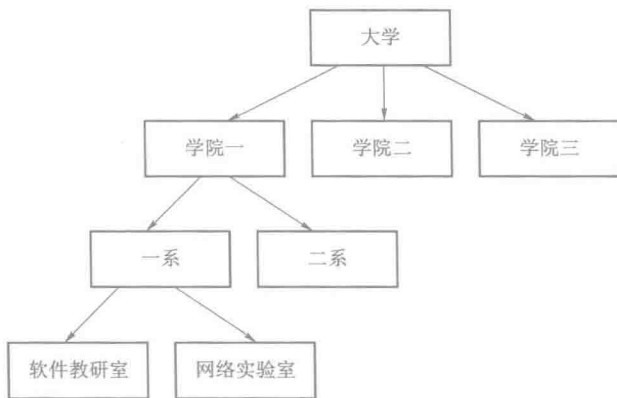 大学
学院一
学院二
学院三
一系
二系
软件教研室
网络实验室